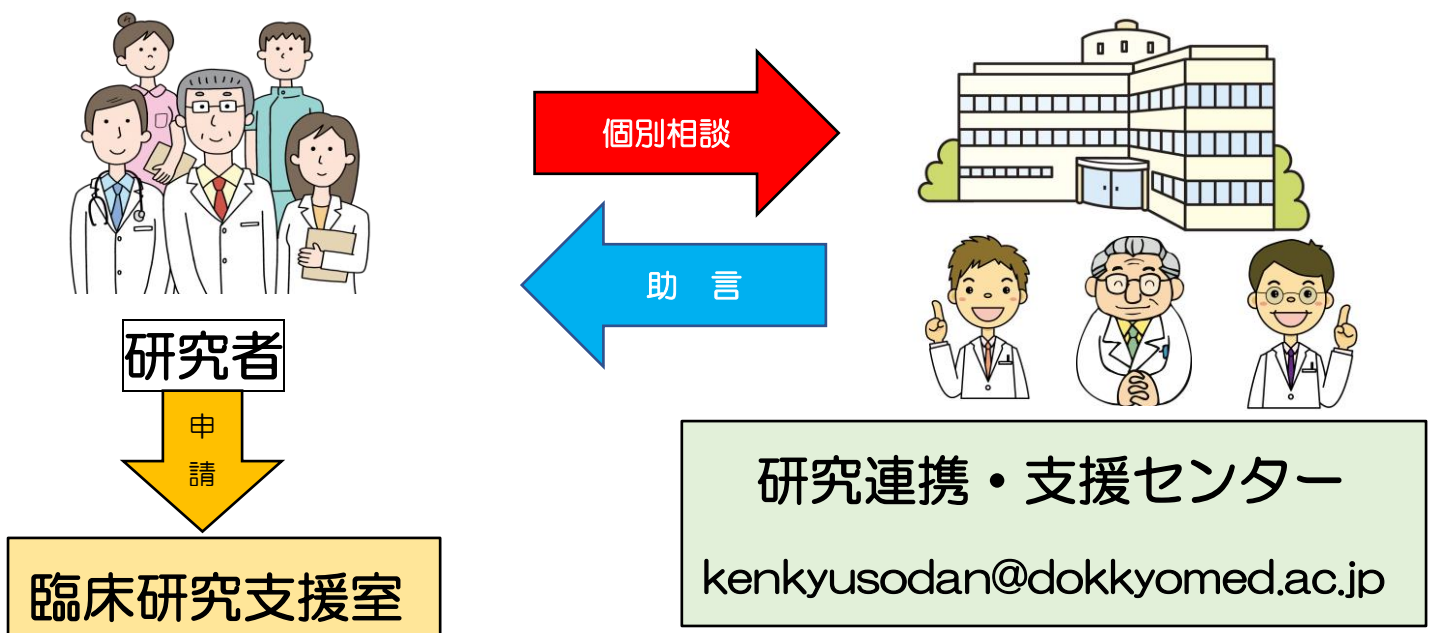 個別相談
助　言
研究者
申
請
研究連携・支援センター
kenkyusodan@dokkyomed.ac.jp
臨床研究支援室